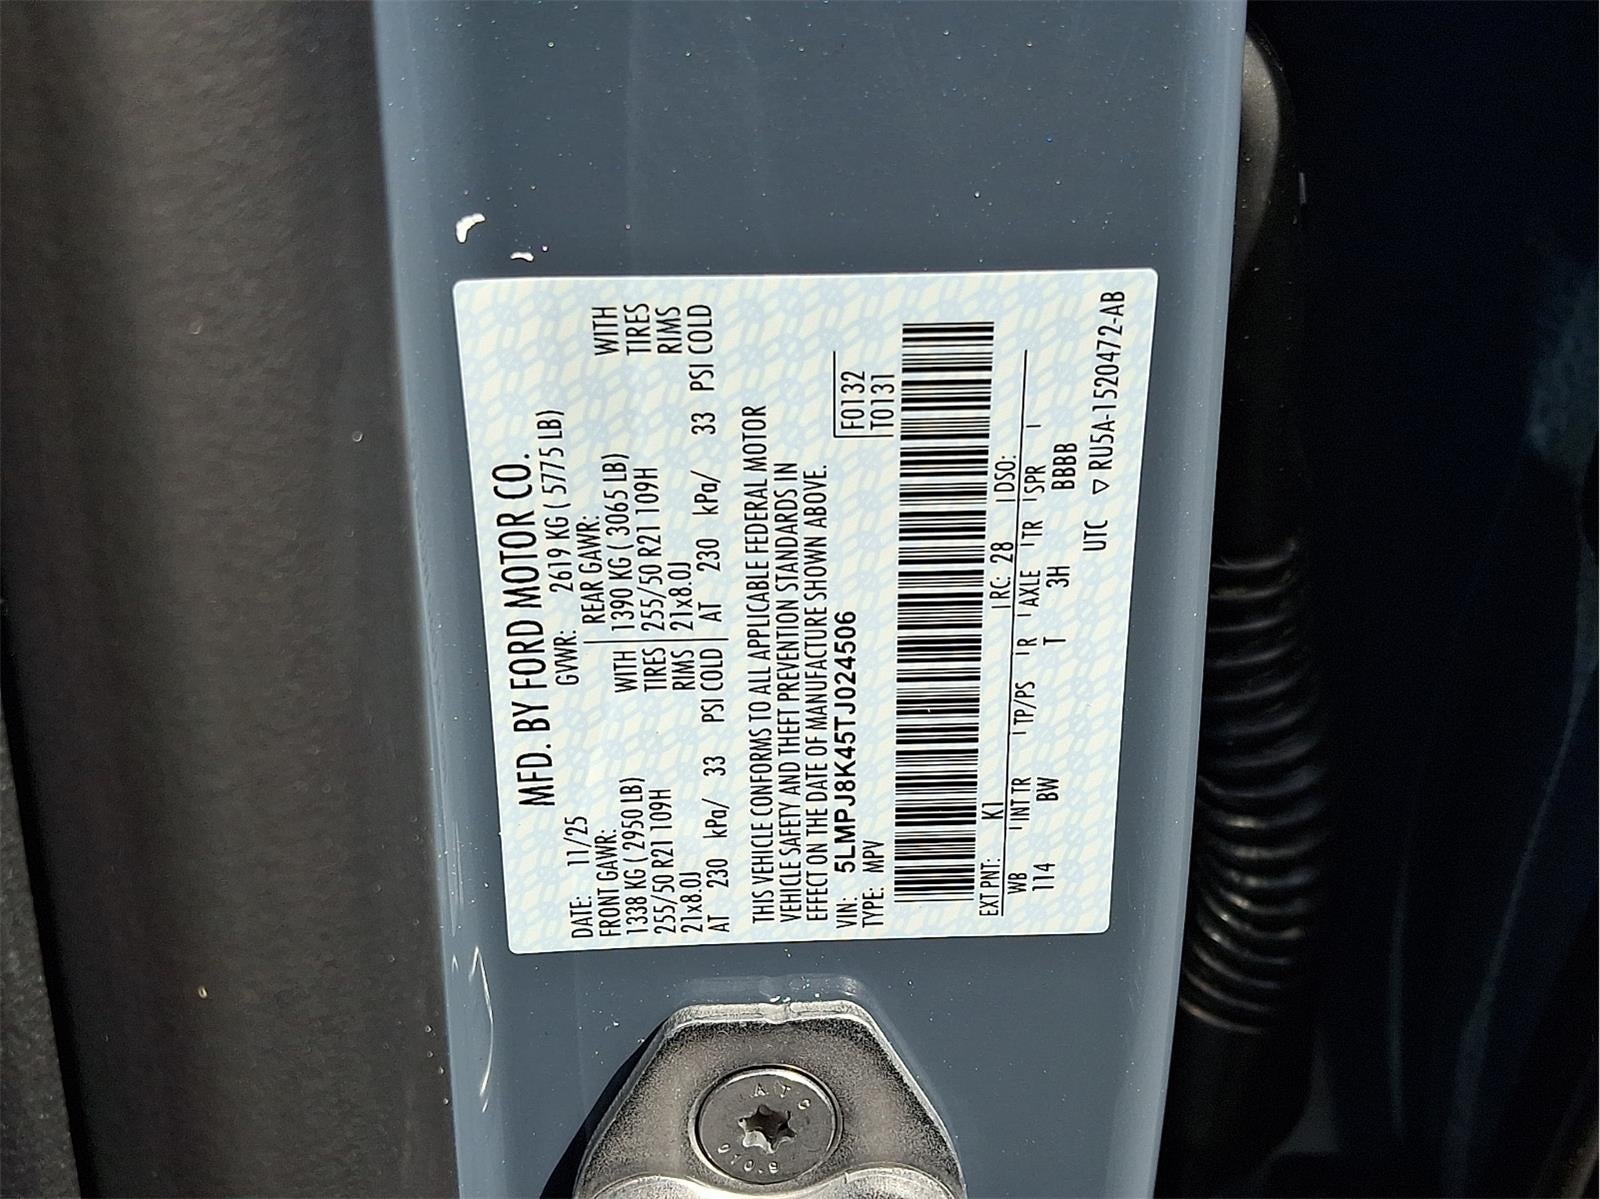 MFD. BY FORD MOTOR CO.
DATE: 11/25 GVWR: 2619 KG ( 5775 LB)
FRONT GAWR: REAR GAWR:
1338 KG ( 2950 LB) WITH 1390 KG ( 3065 LB) WITH
255/50 R21 109H TIRES 255/50 R21 109H TIRES
21x8.0J RIMS 21x8.0J RIMS
AT 230 kPa/ 33 PSI COLD AT 230 kPa/ 33 PSI COLD
THIS VEHICLE CONFORMS TO ALL APPLICABLE FEDERAL MOTOR
VEHICLE SAFETY AND THEFT PREVENTION STANDARDS IN
EFFECT ON THE DATE OF MANUFACTURE SHOWN ABOVE.
VIN: 5LMPJ8K45TJ024506 F0132
TYPE: MPV T0131
EXT PNT: K1 RC: 28 DSO:
WB INT TR TP/PS R AXLE TR SPR
114 BW T 3H BBBB
UTC ▽ RU5A-1520472-AB
ATC
010.9